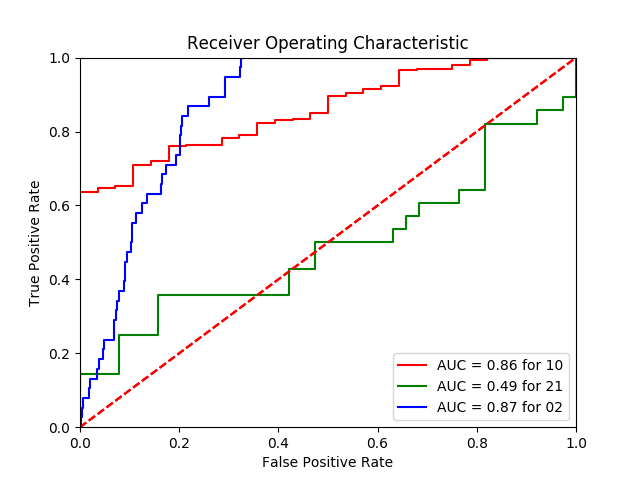 Receiver Operating Characteristic
1.0
0.8
0.6
0.4
0.2
0.0
True Positive Rate
AUC = 0.86 for 10
AUC = 0.49 for 21
AUC = 0.87 for 02
0.0 0.2 0.4 0.6 0.8 1.0
False Positive Rate